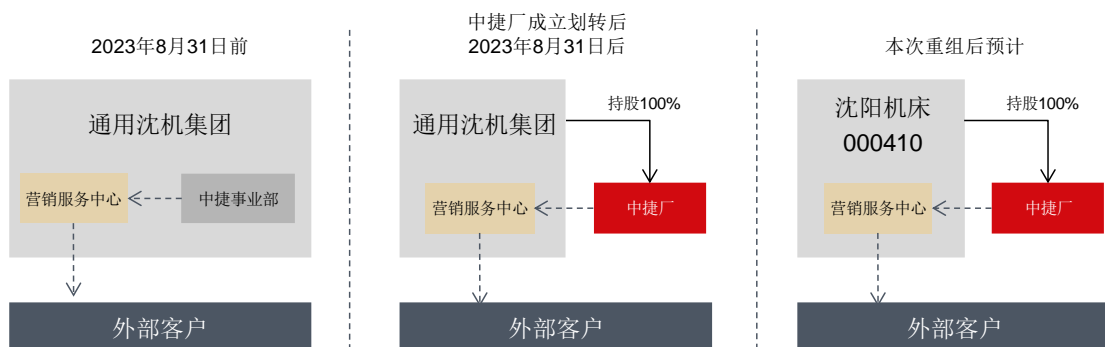 2023年8月31日前
通用沈机集团
营销服务中心
中捷事业部
外部客户
中捷厂成立划转后
2023年8月31日后
持股100%
通用沈机集团
营销服务中心
中捷厂
外部客户
本次重组后预计
持股100%
沈阳机床
000410
营销服务中心
中捷厂
外部客户